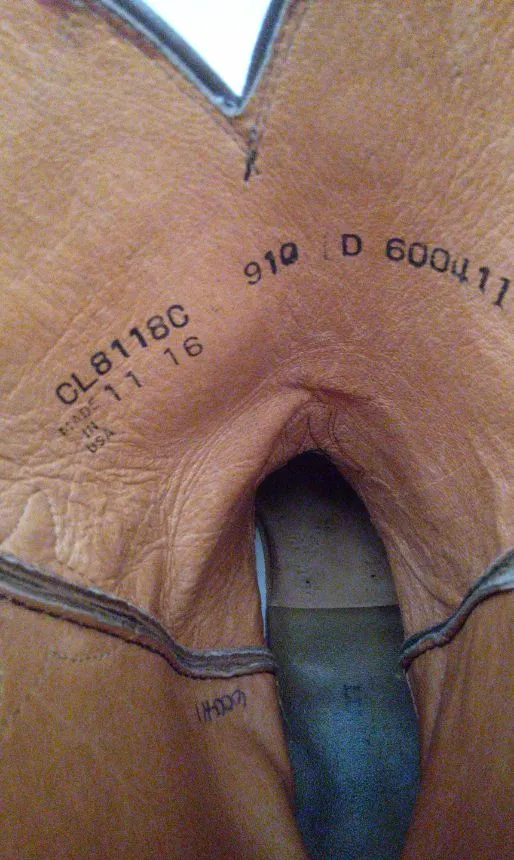 910 D 600411
CL8118C
11 16
MADE
IN
USA